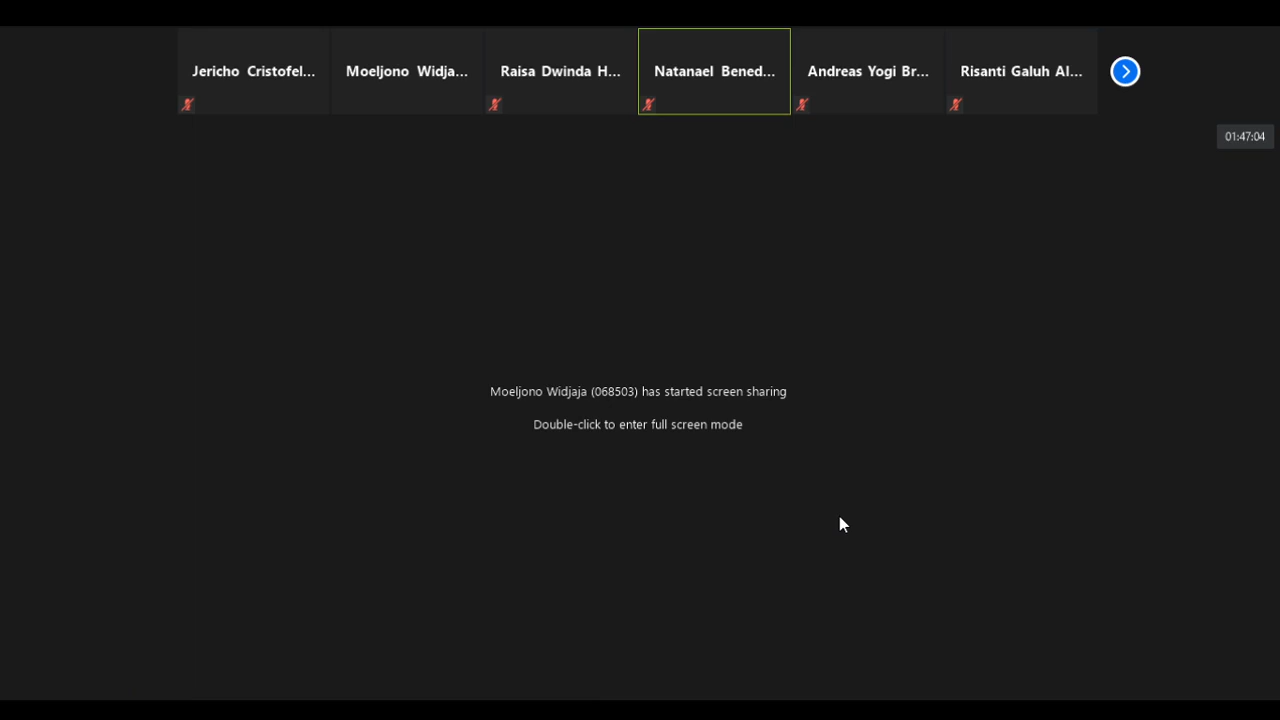 Jericho Cristofel...
Moeljono Widja...
Raisa Dwinda H...
Natanael Bened...
Andreas Yogi Br...
Risanti Galuh Al...
01:47:04
Moeljono Widjaja (068503) has started screen sharing
Double-click to enter full screen mode